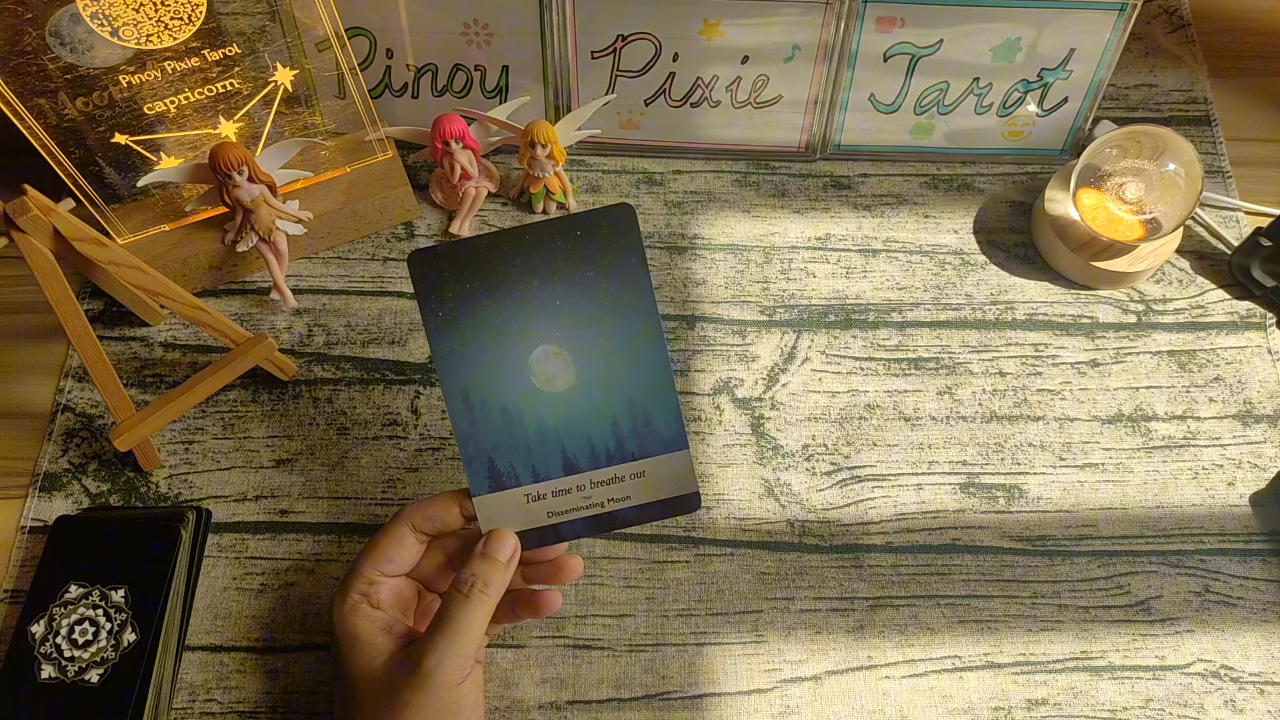 Pinoy Pixie Tarot
capricorn
Pinoy
Pixie
Tarot
Take time to breathe out
Disseminating Moon